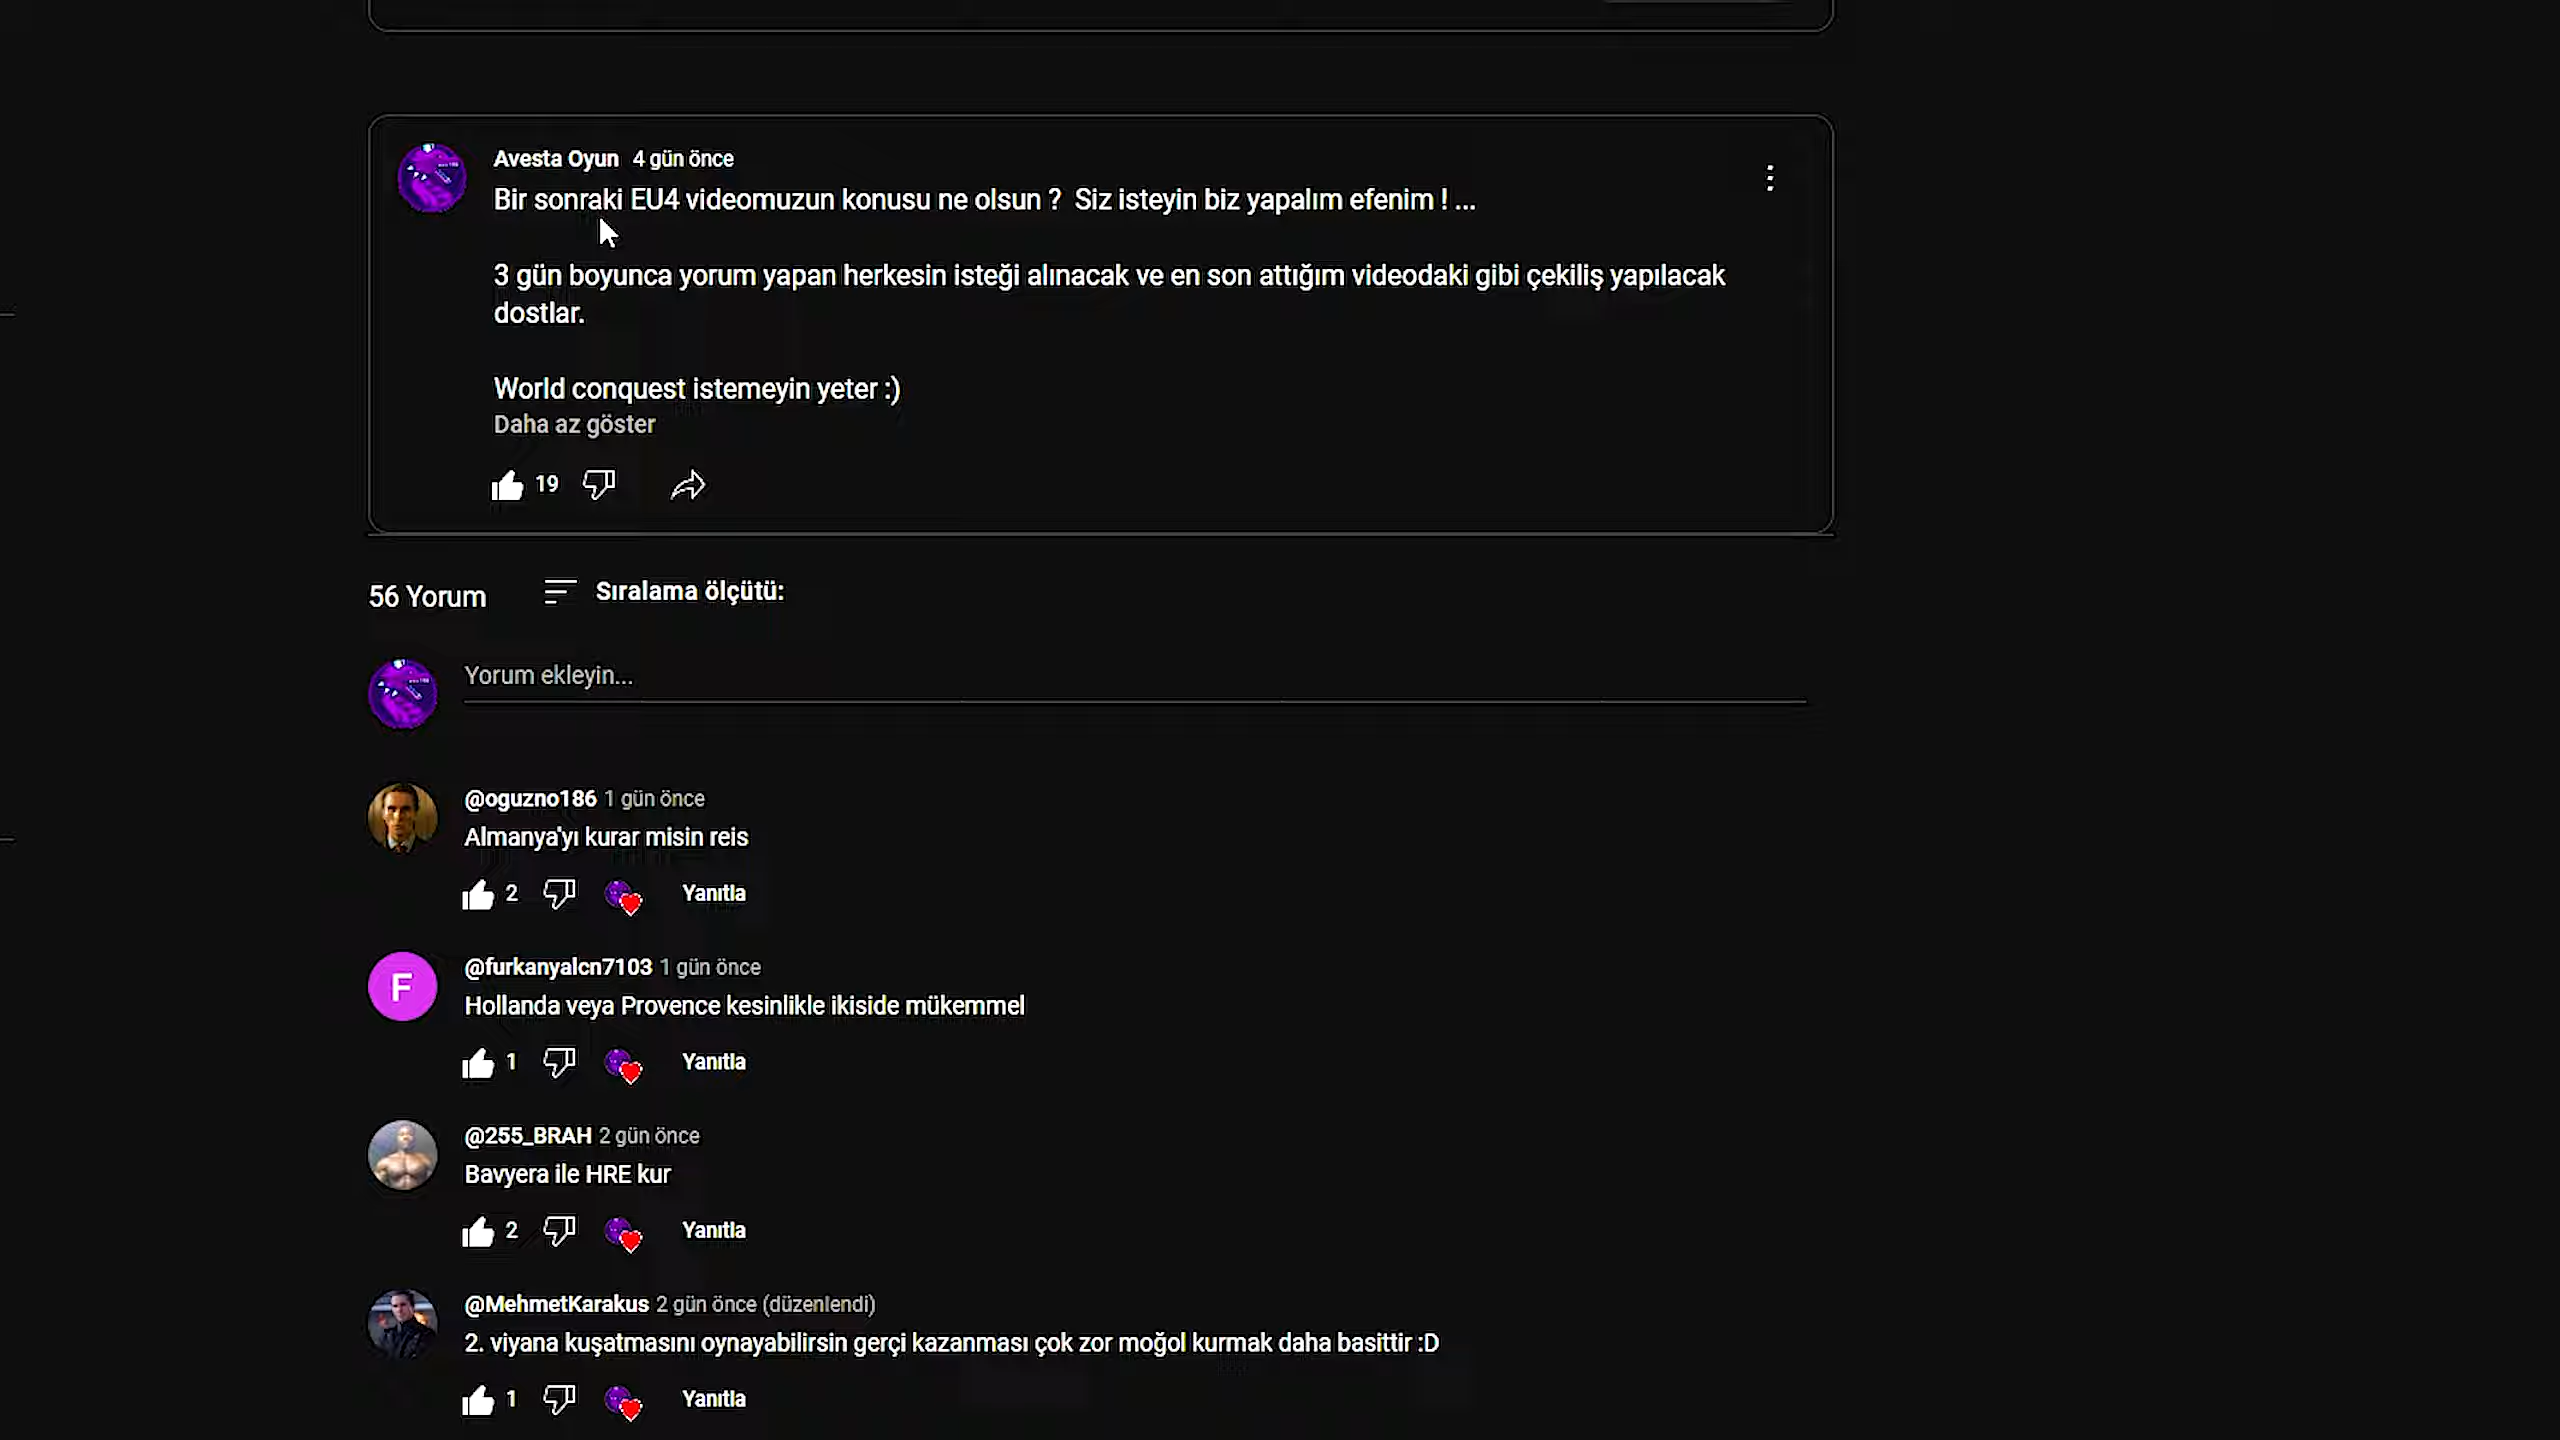 Avesta Oyun 4 gün önce
Bir sonraki EU4 videomuzun konusu ne olsun ?  Siz isteyin biz yapalım efenim ! ...
3 gün boyunca yorum yapan herkesin isteği alınacak ve en son attığım videodaki gibi çekiliş yapılacak
dostlar.
World conquest istemeyin yeter :)
Daha az göster
19
56 Yorum Sıralama ölçütü:
Yorum ekleyin...
@oguzno186 1 gün önce
Almanya'yı kurar misin reis
2 Yanıtla
@furkanyalcn7103 1 gün önce
F
Hollanda veya Provence kesinlikle ikiside mükemmel
1 Yanıtla
@255_BRAH 2 gün önce
Bavyera ile HRE kur
2 Yanıtla
@MehmetKarakus 2 gün önce (düzenlendi)
2. viyana kuşatmasını oynayabilirsin gerçi kazanması çok zor moğol kurmak daha basittir :D
1 Yanıtla